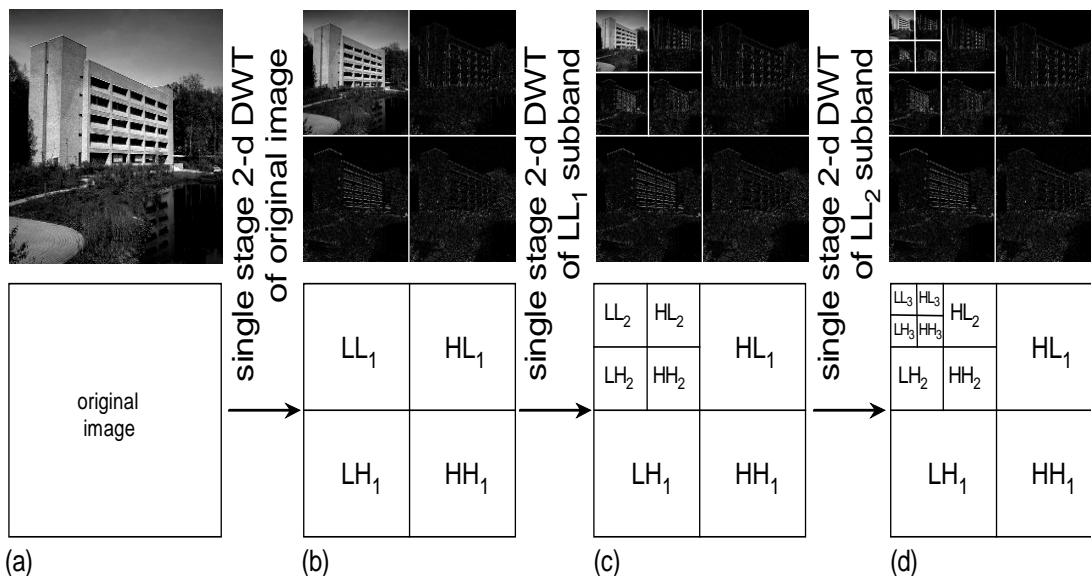 single stage 2-d DWT
of original image
single stage 2-d DWT
of LL₁ subband
single stage 2-d DWT
of LL₂ subband
original
image
LL₁ HL₁
LH₁ HH₁
LL₂ HL₂
HL₁
LH₂ HH₂
LH₁ HH₁
LL₃ HL₃
HL₂
LH₃ HH₃
HL₁
LH₂ HH₂
LH₁ HH₁
(a) (b) (c) (d)